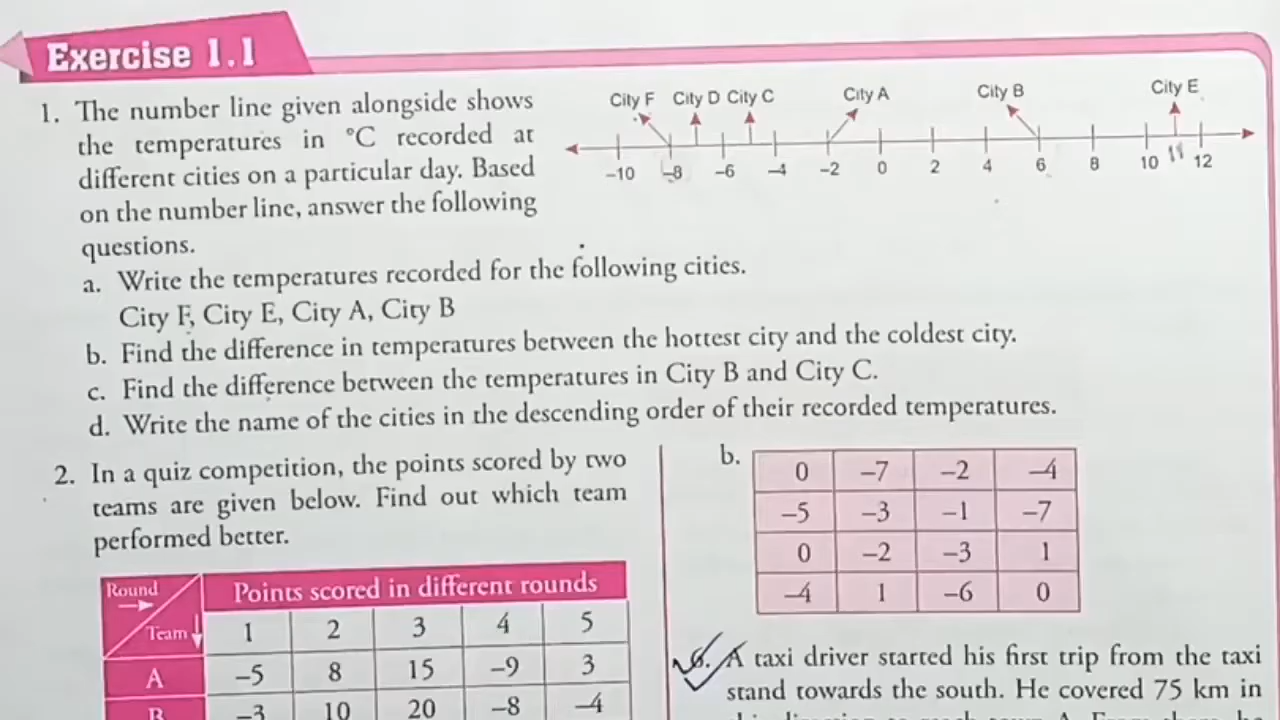 Exercise 1.1
1. The number line given alongside shows
the temperatures in °C recorded at
different cities on a particular day. Based
on the number line, answer the following
questions.
City F City D City C City A City B City E
–10 –8 –6 –4 –2 0 2 4 6 8 10 11 12
a. Write the temperatures recorded for the following cities.
City F, City E, City A, City B
b. Find the difference in temperatures between the hottest city and the coldest city.
c. Find the difference between the temperatures in City B and City C.
d. Write the name of the cities in the descending order of their recorded temperatures.
2. In a quiz competition, the points scored by two
teams are given below. Find out which team
performed better.
Round Points scored in different rounds
Team 1 2 3 4 5
A –5 8 15 –9 3
B –3 10 20 –8 –4
b.
0 –7 –2 –4
–5 –3 –1 –7
0 –2 –3 1
–4 1 –6 0
6. A taxi driver started his first trip from the taxi
stand towards the south. He covered 75 km in